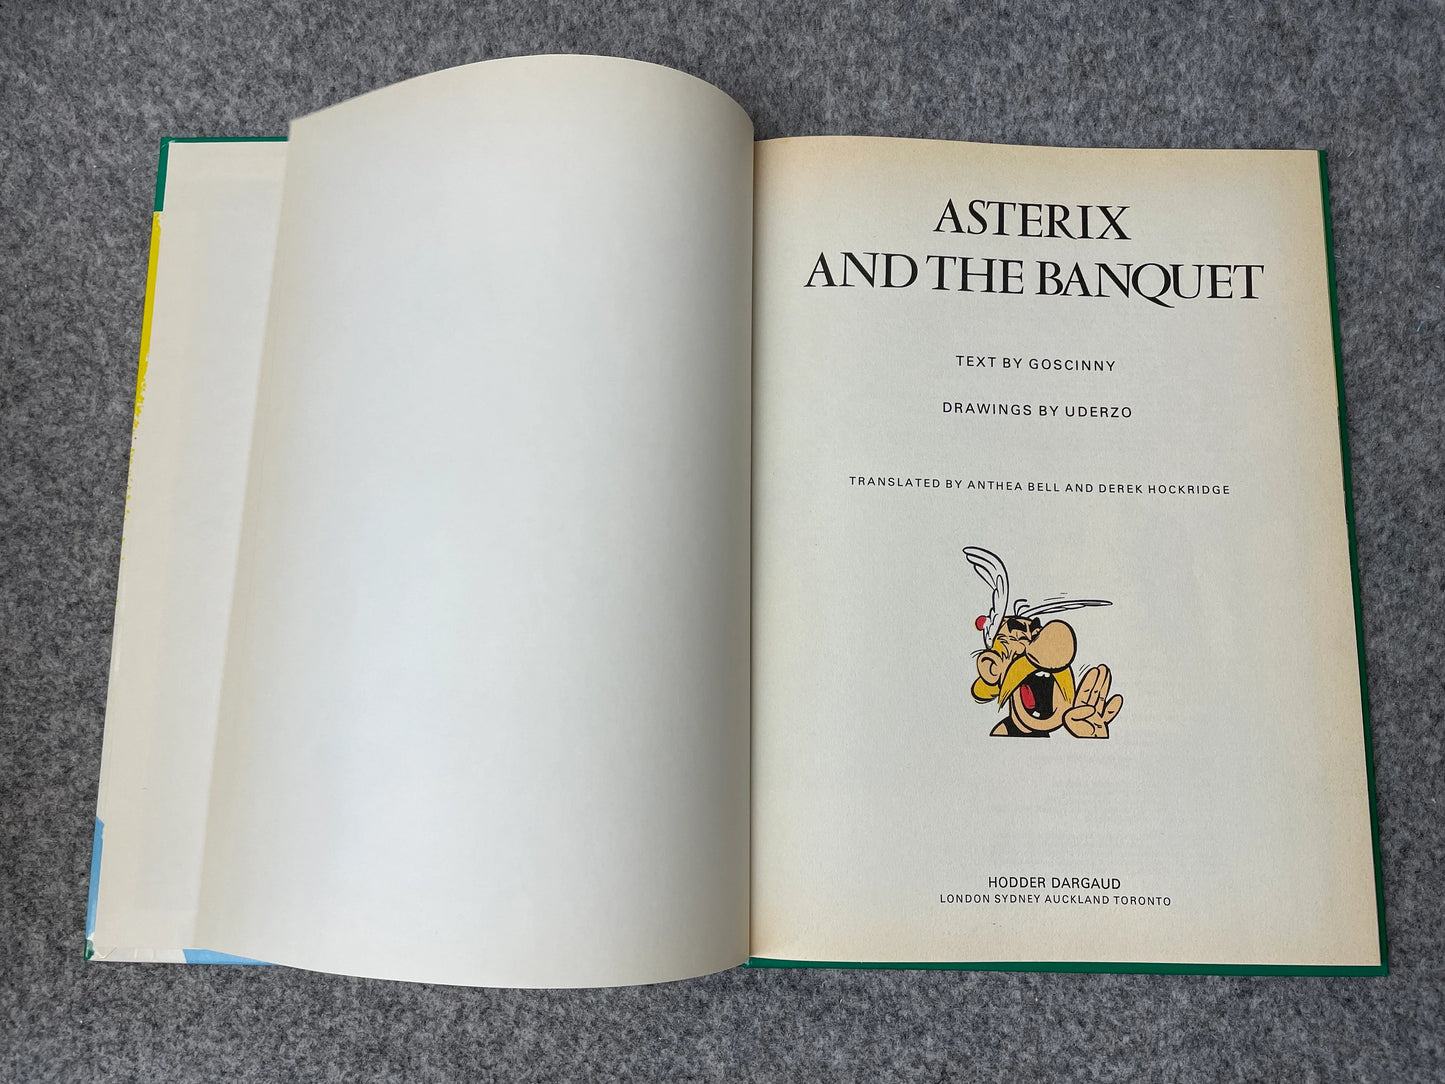 ASTERIX
AND THE BANQUET
TEXT BY GOSCINNY
DRAWINGS BY UDERZO
TRANSLATED BY ANTHEA BELL AND DEREK HOCKRIDGE
HODDER DARGAUD
LONDON SYDNEY AUCKLAND TORONTO